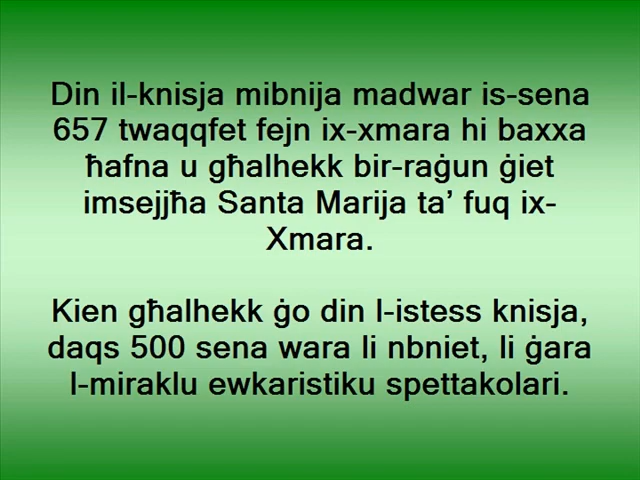 Din il-knisja mibnija madwar is-sena
657 twaqqfet fejn ix-xmara hi baxxa
ħafna u għalhekk bir-raġun ġiet
imsejjħa Santa Marija ta’ fuq ix-
Xmara.
Kien għalhekk ġo din l-istess knisja,
daqs 500 sena wara li nbniet, li ġara
l-miraklu ewkaristiku spettakolari.